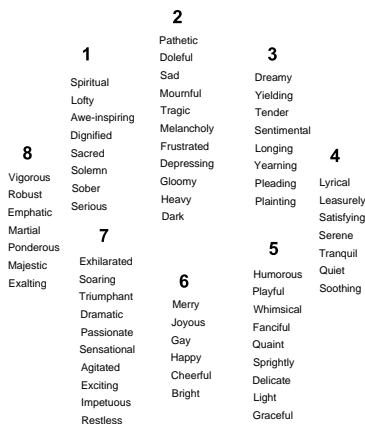 1
Spiritual
Lofty
Awe-inspiring
Dignified
Sacred
Solemn
Sober
Serious
2
Pathetic
Doleful
Sad
Mournful
Tragic
Melancholy
Frustrated
Depressing
Gloomy
Heavy
Dark
3
Dreamy
Yielding
Tender
Sentimental
Longing
Yearning
Pleading
Plainting
4
Lyrical
Leisurely
Satisfying
Serene
Tranquil
Quiet
Soothing
5
Humorous
Playful
Whimsical
Fanciful
Quaint
Sprightly
Delicate
Light
Graceful
6
Merry
Joyous
Gay
Happy
Cheerful
Bright
7
Exhilarated
Soaring
Triumphant
Dramatic
Passionate
Sensational
Agitated
Exciting
Impetuous
Restless
8
Vigorous
Robust
Emphatic
Martial
Ponderous
Majestic
Exalting